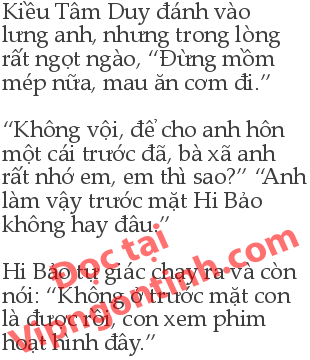 Kiều Tâm Duy đánh vào
lưng anh, nhưng trong lòng
rất ngọt ngào, “Đừng mồm
mép nữa, mau ăn cơm đi.”
“Không vội, để cho anh hôn
một cái trước đã, bà xã anh
rất nhớ em, em thì sao?” “Anh
làm vậy trước mặt Hi Bảo
không hay đâu.”
Hi Bảo tự giác chạy ra và còn
nói: “Không ở trước mặt con
là được rồi, con xem phim
hoạt hình đây.”
Đọc tại
Vipngontinh.com